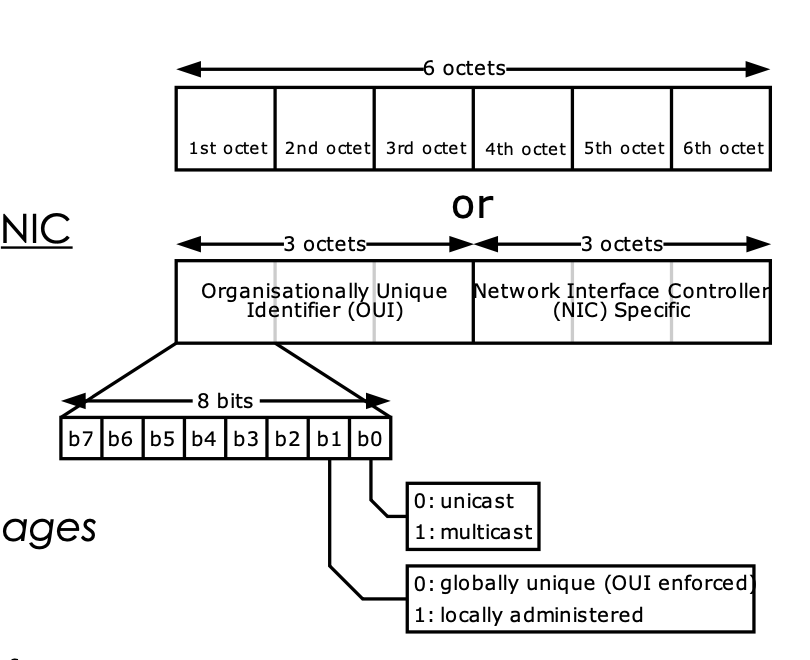 6 octets
1st octet 2nd octet 3rd octet 4th octet 5th octet 6th octet
or
NIC
3 octets 3 octets
Organisationally Unique
Identifier (OUI)
Network Interface Controller
(NIC) Specific
8 bits
b7 b6 b5 b4 b3 b2 b1 b0
0: unicast
1: multicast
ages
0: globally unique (OUI enforced)
1: locally administered